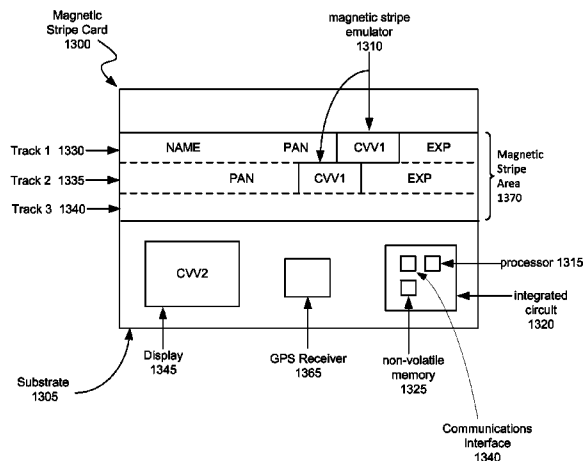 Magnetic
Stripe Card
1300
magnetic stripe
emulator
1310
Track 1 1330
NAME PAN CVV1 EXP
Track 2 1335
PAN CVV1 EXP
Track 3 1340
Magnetic
Stripe
Area
1370
CVV2
processor 1315
integrated
circuit
1320
Display
1345
GPS Receiver
1365
non-volatile
memory
1325
Substrate
1305
Communications
Interface
1340